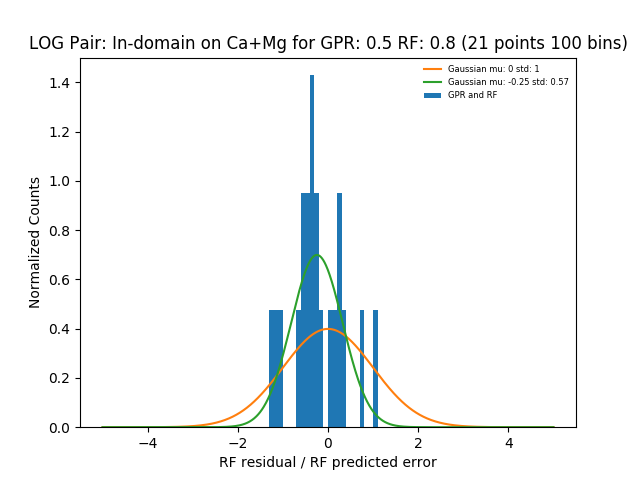 LOG Pair: In-domain on Ca+Mg for GPR: 0.5 RF: 0.8 (21 points 100 bins)
Gaussian mu: 0 std: 1
Gaussian mu: -0.25 std: 0.57
GPR and RF
Normalized Counts
1.4
1.2
1.0
0.8
0.6
0.4
0.2
0.0
−4 −2 0 2 4
RF residual / RF predicted error